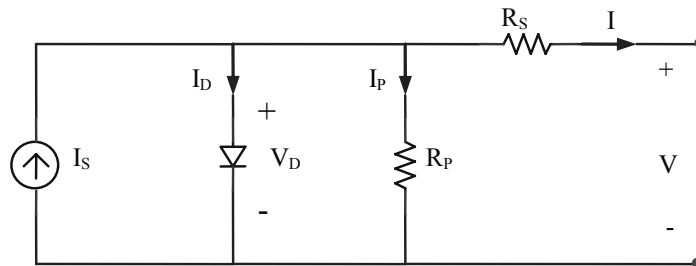 R_S I
I_D I_P +
+
I_S V_D R_P V
- -